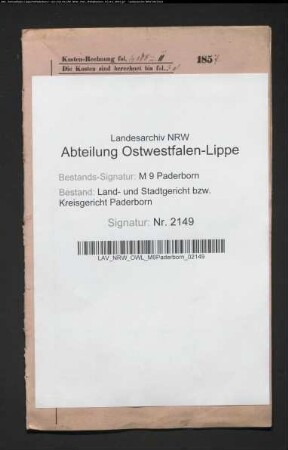 Kosten-Rechnung fol.
1857
Die Kosten sind berechnet bis fol.
Landesarchiv NRW
Abteilung Ostwestfalen-Lippe
Bestands-Signatur: M 9 Paderborn
Bestand: Land- und Stadtgericht bzw.
Kreisgericht Paderborn
Signatur: Nr. 2149
LAV_NRW_OWL_M9Paderborn_02149